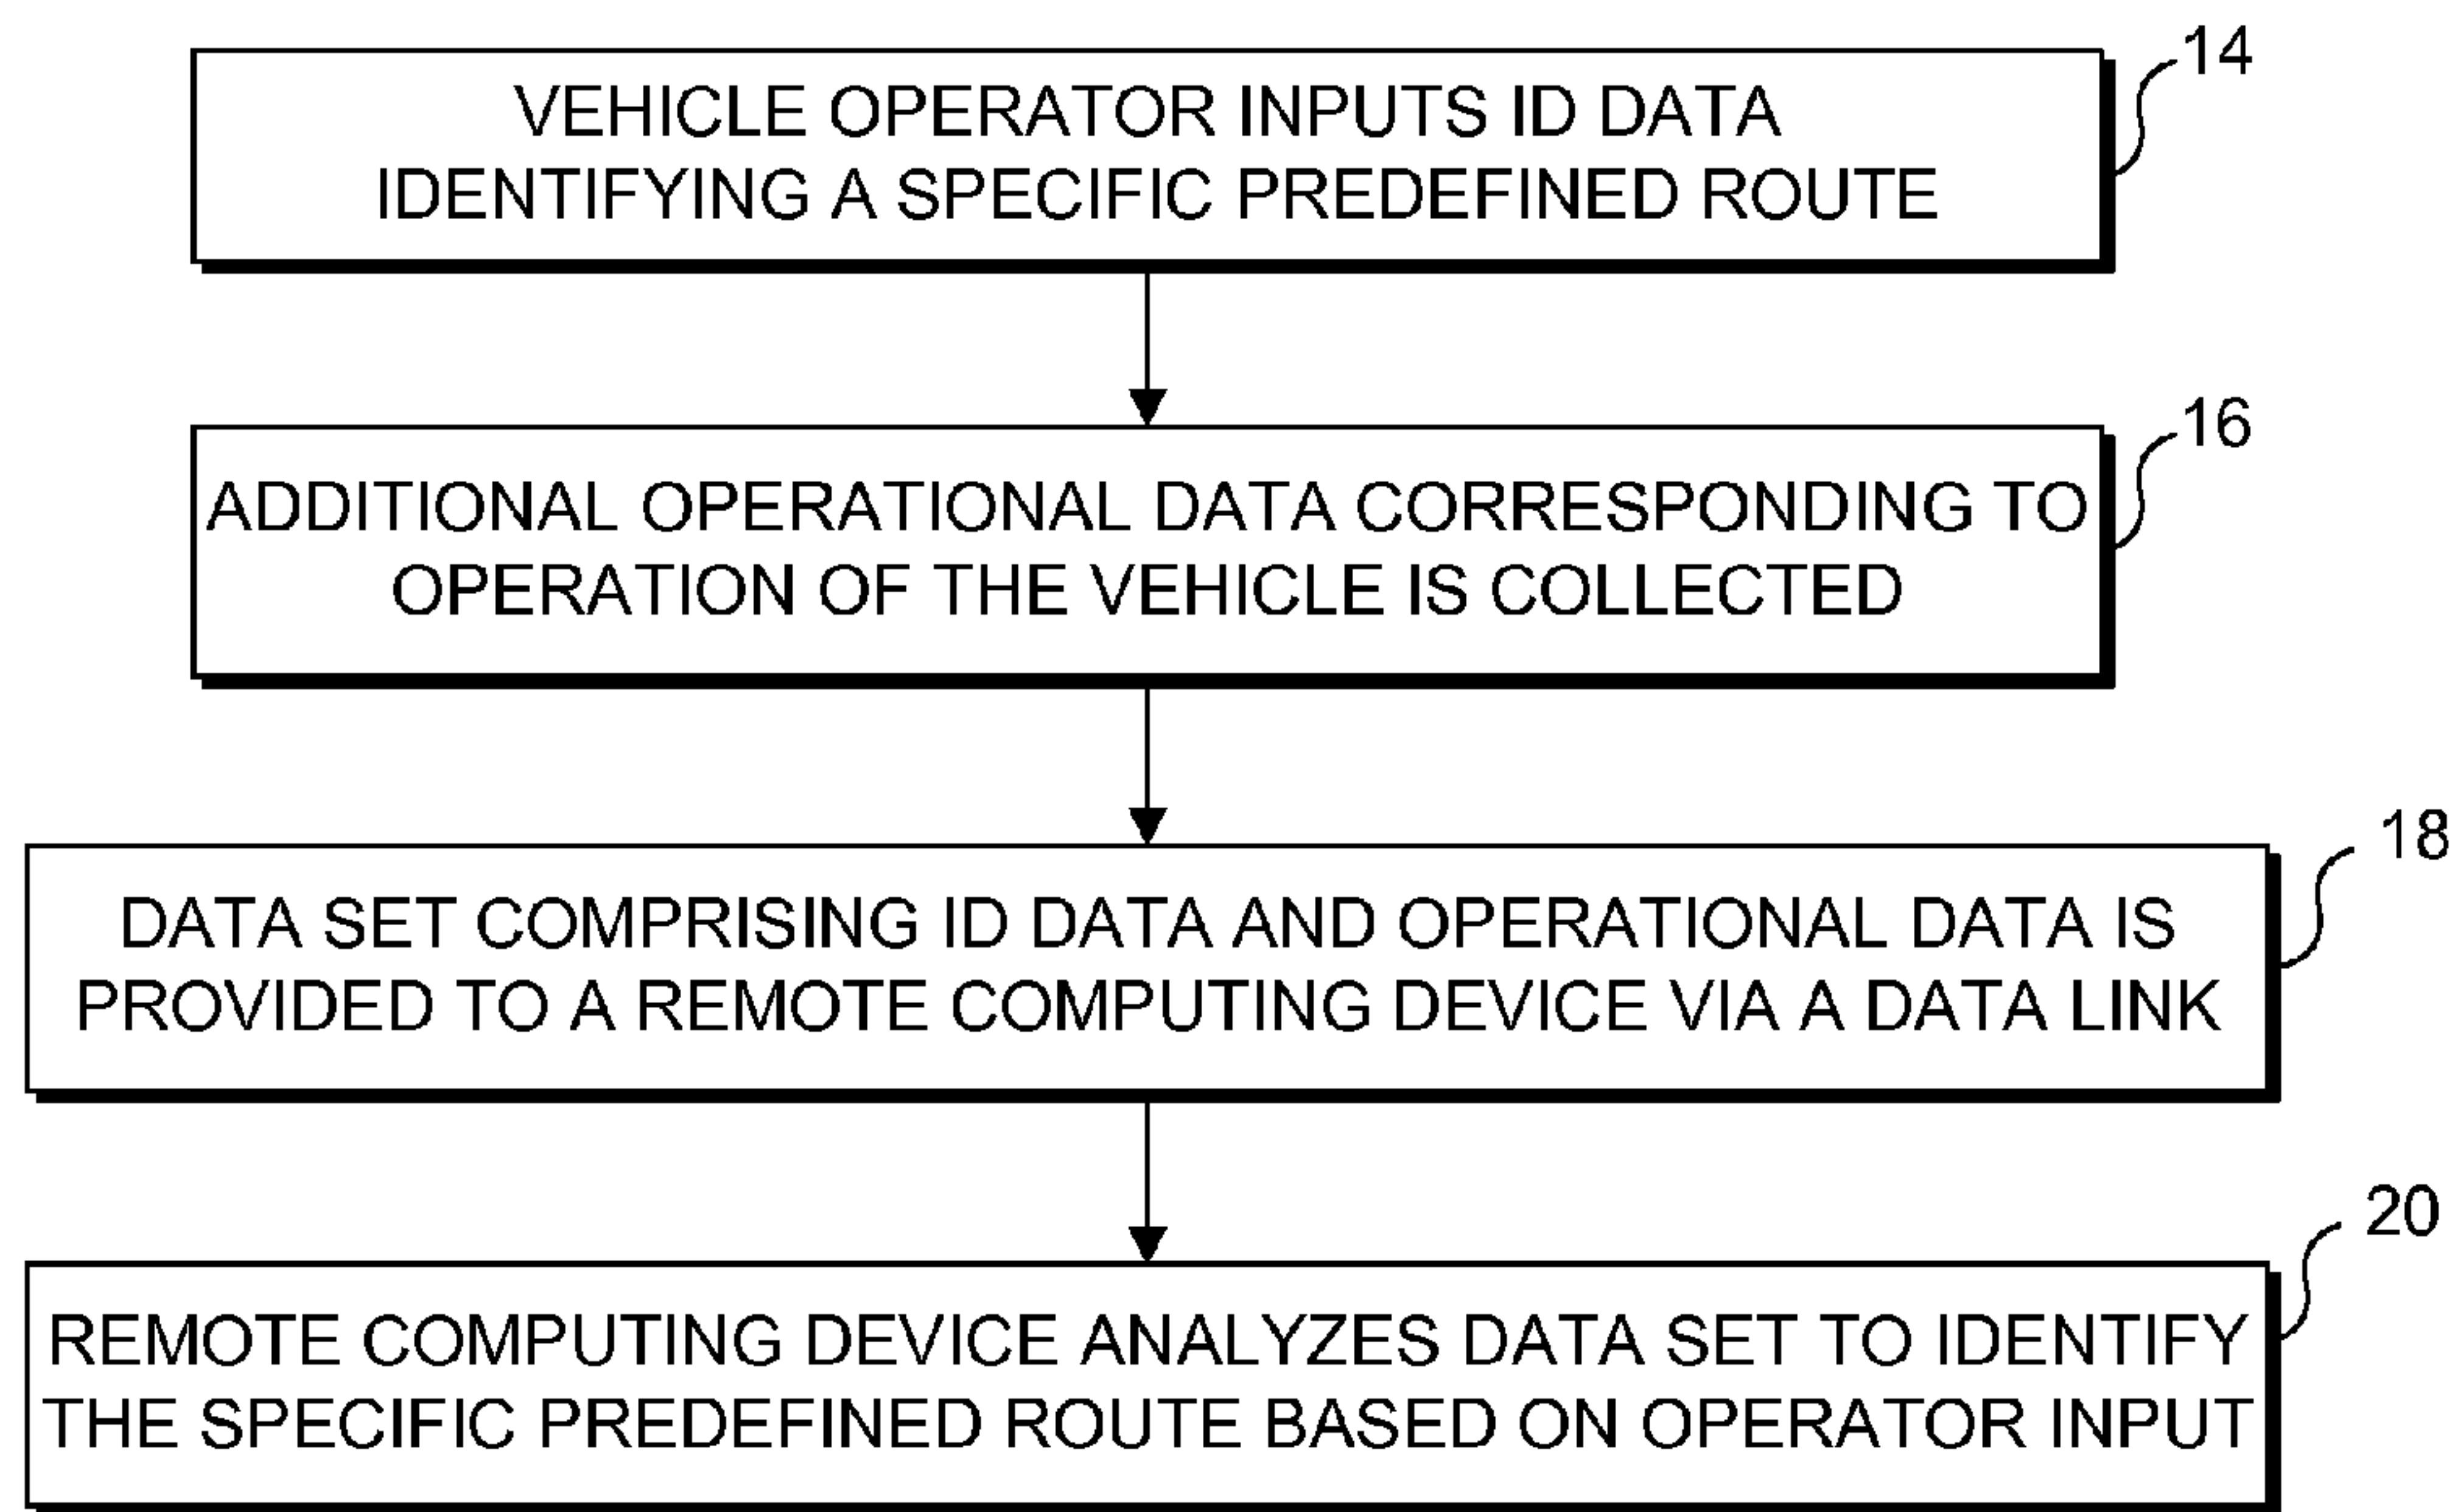 14
VEHICLE OPERATOR INPUTS ID DATA
IDENTIFYING A SPECIFIC PREDEFINED ROUTE
16
ADDITIONAL OPERATIONAL DATA CORRESPONDING TO
OPERATION OF THE VEHICLE IS COLLECTED
18
DATA SET COMPRISING ID DATA AND OPERATIONAL DATA IS
PROVIDED TO A REMOTE COMPUTING DEVICE VIA A DATA LINK
20
REMOTE COMPUTING DEVICE ANALYZES DATA SET TO IDENTIFY
THE SPECIFIC PREDEFINED ROUTE BASED ON OPERATOR INPUT